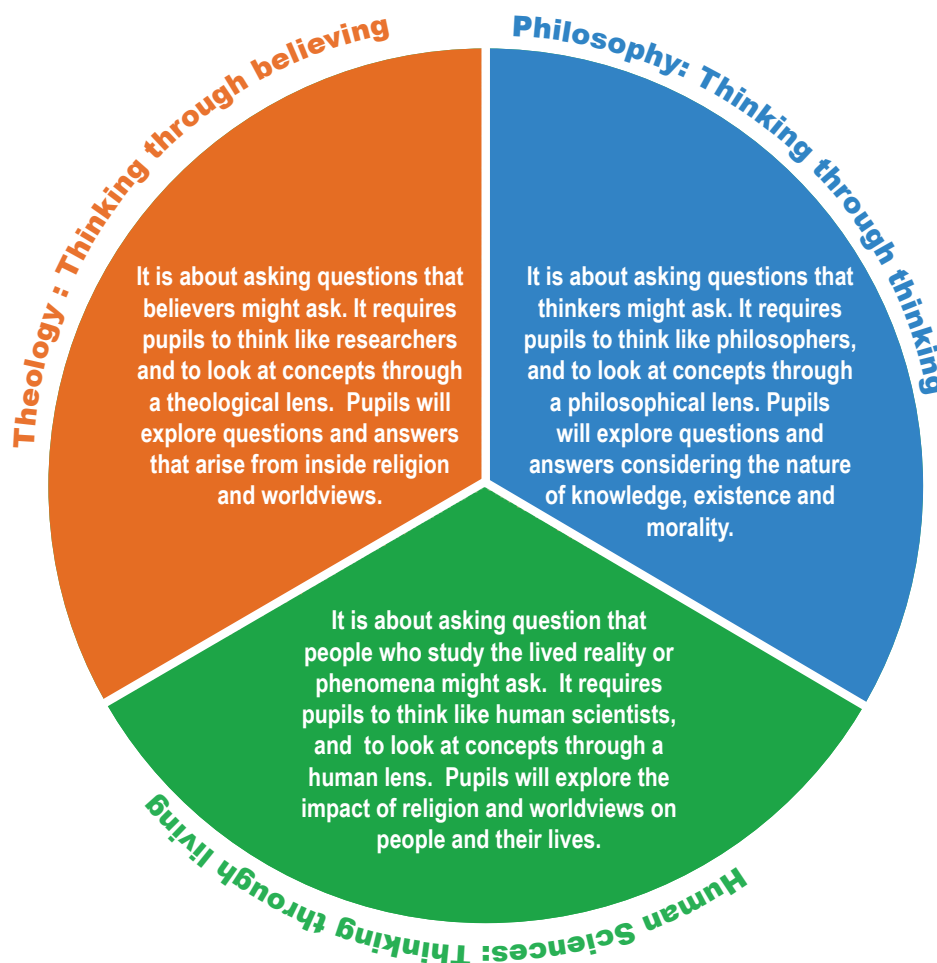 Theology : Thinking through believing
It is about asking questions that
believers might ask. It requires
pupils to think like researchers
and to look at concepts through
a theological lens. Pupils will
explore questions and answers
that arise from inside religion
and worldviews.
Philosophy: Thinking through thinking
It is about asking questions that
thinkers might ask. It requires
pupils to think like philosophers,
and to look at concepts through
a philosophical lens. Pupils
will explore questions and
answers considering the nature
of knowledge, existence and
morality.
It is about asking question that
people who study the lived reality or
phenomena might ask. It requires
pupils to think like human scientists,
and to look at concepts through a
human lens. Pupils will explore the
impact of religion and worldviews on
people and their lives.
Human Sciences: Thinking through living